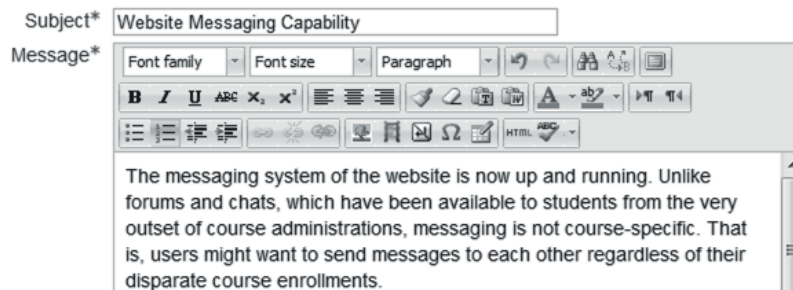 Subject* Website Messaging Capability
Message*
Font family Font size Paragraph
B I U ABC X₂ X² A ab
HTML ABC
The messaging system of the website is now up and running. Unlike
forums and chats, which have been available to students from the very
outset of course administrations, messaging is not course-specific. That
is, users might want to send messages to each other regardless of their
disparate course enrollments.